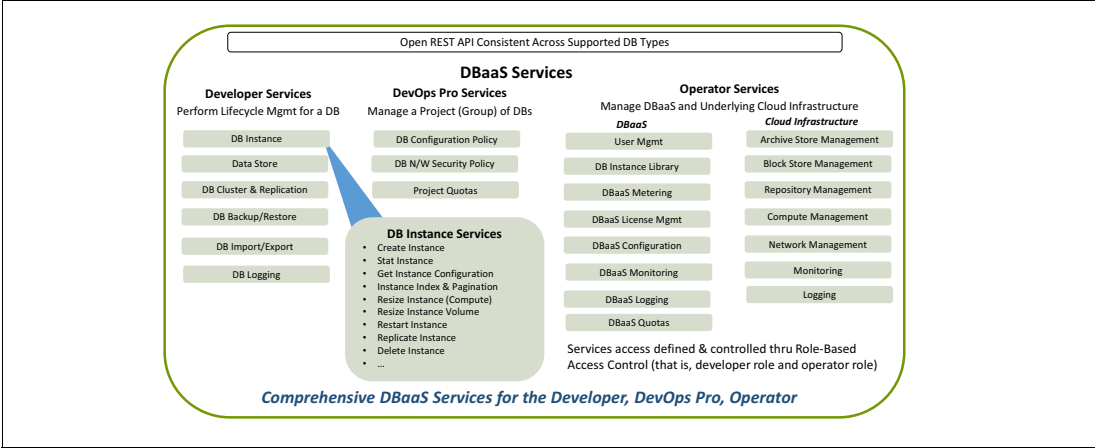 Open REST API Consistent Across Supported DB Types
DBaaS Services
Developer Services
Perform Lifecycle Mgmt for a DB
DB Instance
Data Store
DB Cluster & Replication
DB Backup/Restore
DB Import/Export
DB Logging
DevOps Pro Services
Manage a Project (Group) of DBs
DB Configuration Policy
DB N/W Security Policy
Project Quotas
DB Instance Services
• Create Instance
• Stat Instance
• Get Instance Configuration
• Instance Index & Pagination
• Resize Instance (Compute)
• Resize Instance Volume
• Restart Instance
• Replicate Instance
• Delete Instance
• ...
Operator Services
Manage DBaaS and Underlying Cloud Infrastructure
DBaaS
User Mgmt
DB Instance Library
DBaaS Metering
DBaaS License Mgmt
DBaaS Configuration
DBaaS Monitoring
DBaaS Logging
DBaaS Quotas
Cloud Infrastructure
Archive Store Management
Block Store Management
Repository Management
Compute Management
Network Management
Monitoring
Logging
Services access defined & controlled thru Role-Based
Access Control (that is, developer role and operator role)
Comprehensive DBaaS Services for the Developer, DevOps Pro, Operator